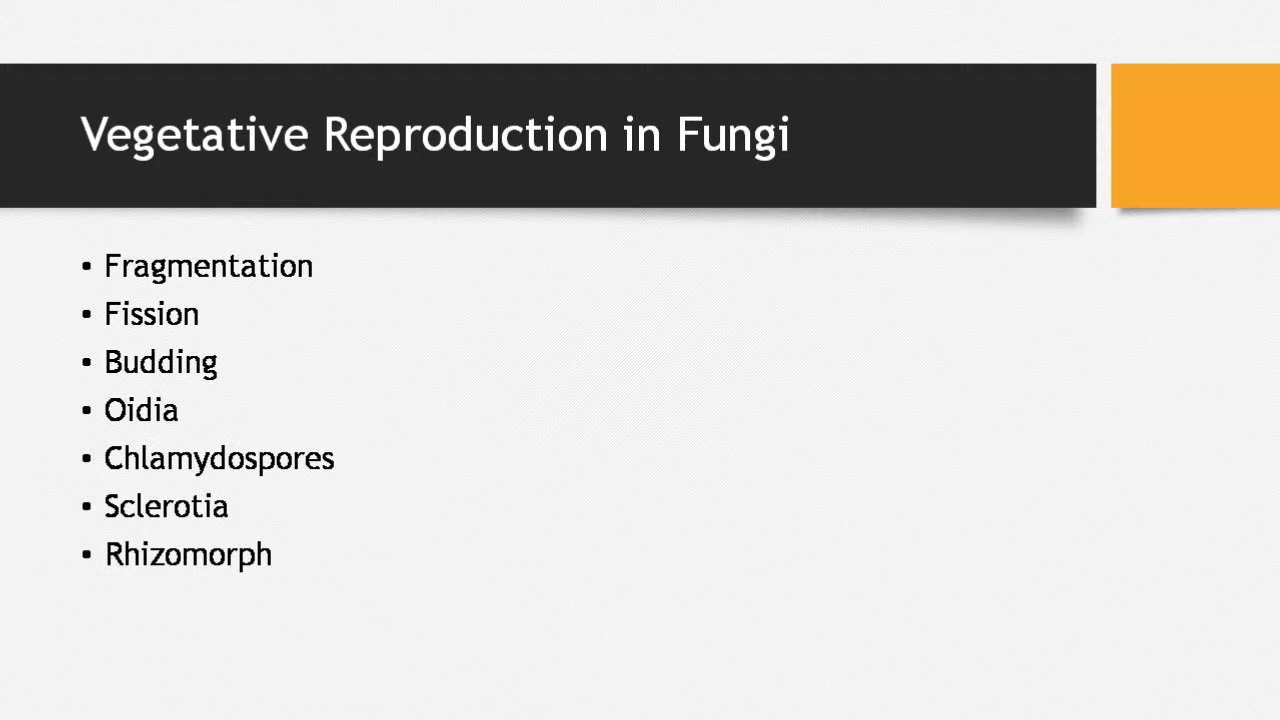 Vegetative Reproduction in Fungi
▪ Fragmentation
▪ Fission
▪ Budding
▪ Oidia
▪ Chlamydospores
▪ Sclerotia
▪ Rhizomorph